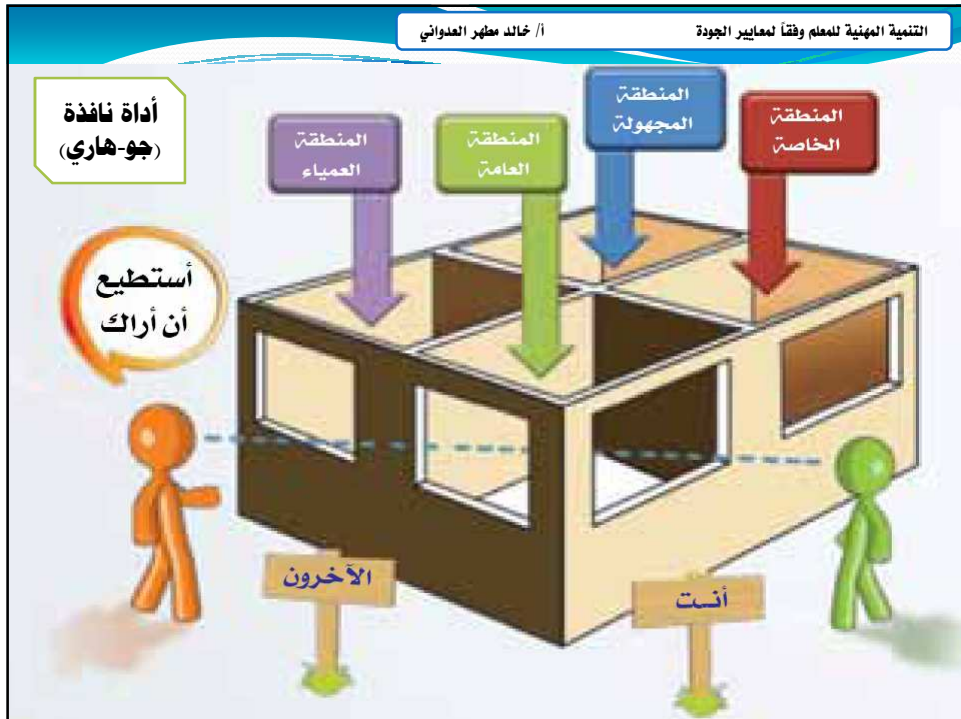 التنمية المهنية للمعلم وفقاً لمعايير الجودة
أ/ خالد مطهر العدواني
أداة نافذة
(جو-هاري)
المنطقة
الخاصة
المنطقة
المجهولة
المنطقة
العامة
المنطقة
العمياء
أستطيع
أن أراك
أنت
الآخرون